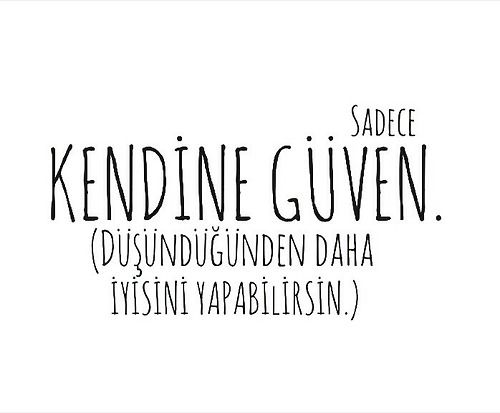 SADECE
KENDİNE GÜVEN.
(DÜŞÜNDÜĞÜNDEN DAHA
İYİSİNİ YAPABİLİRSİN.)